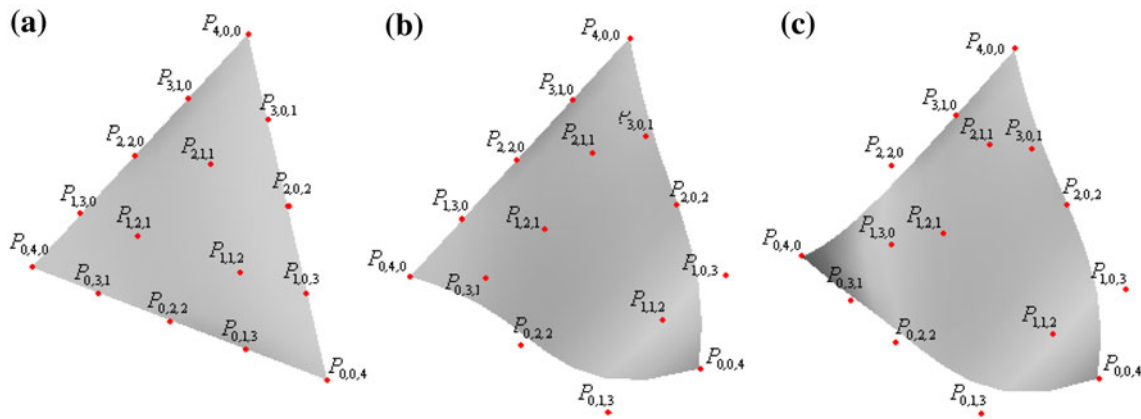 (a)
P4,0,0
P3,1,0
P3,0,1
P2,2,0
P2,1,1
P1,3,0
P2,0,2
P1,2,1
P0,4,0
P1,1,2
P1,0,3
P0,3,1
P0,2,2
P0,1,3
P0,0,4
(b)
P4,0,0
P3,1,0
P3,0,1
P2,2,0
P2,1,1
P1,3,0
P2,0,2
P1,2,1
P0,4,0
P0,3,1
P1,0,3
P1,1,2
P0,2,2
P0,0,4
P0,1,3
(c)
P4,0,0
P3,1,0
P2,1,1
P3,0,1
P2,2,0
P2,0,2
P1,3,0
P1,2,1
P0,4,0
P0,3,1
P1,0,3
P1,1,2
P0,2,2
P0,0,4
P0,1,3